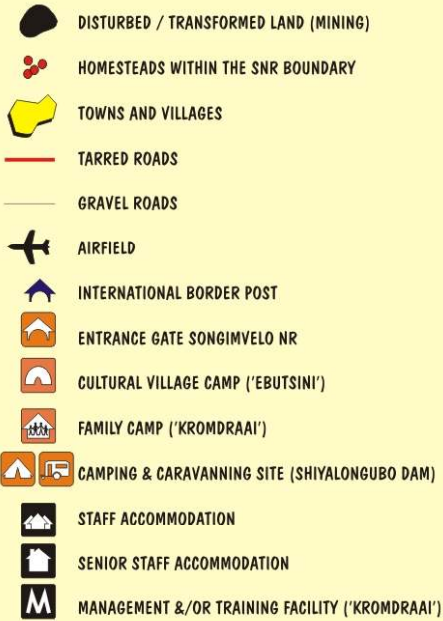 DISTURBED / TRANSFORMED LAND (MINING)
HOMESTEADS WITHIN THE SNR BOUNDARY
TOWNS AND VILLAGES
TARRED ROADS
GRAVEL ROADS
AIRFIELD
INTERNATIONAL BORDER POST
ENTRANCE GATE SONGIMVELO NR
CULTURAL VILLAGE CAMP ('EBUTSINI')
FAMILY CAMP ('KROMDRAAI')
CAMPING & CARAVANNING SITE (SHIYALONGUBO DAM)
STAFF ACCOMMODATION
SENIOR STAFF ACCOMMODATION
M MANAGEMENT &/OR TRAINING FACILITY ('KROMDRAAI')